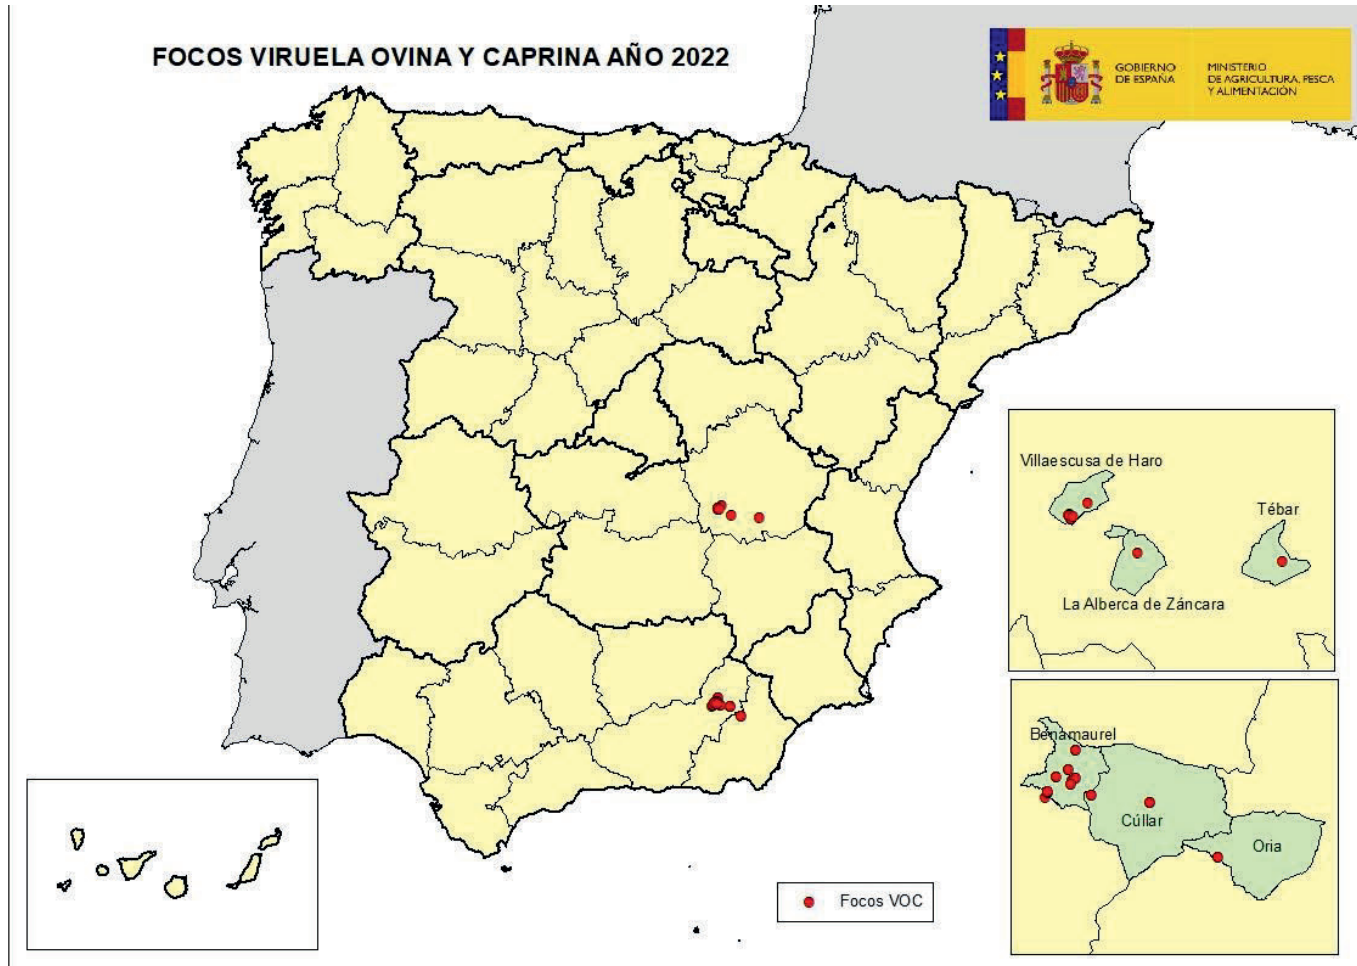 FOCOS VIRUELA OVINA Y CAPRINA AÑO 2022
GOBIERNO
DE ESPAÑA
MINISTERIO
DE AGRICULTURA, PESCA
Y ALIMENTACIÓN
Villaescusa de Haro
Tébar
La Alberca de Záncara
Benamaurel
Cúllar
Oria
Focos VOC